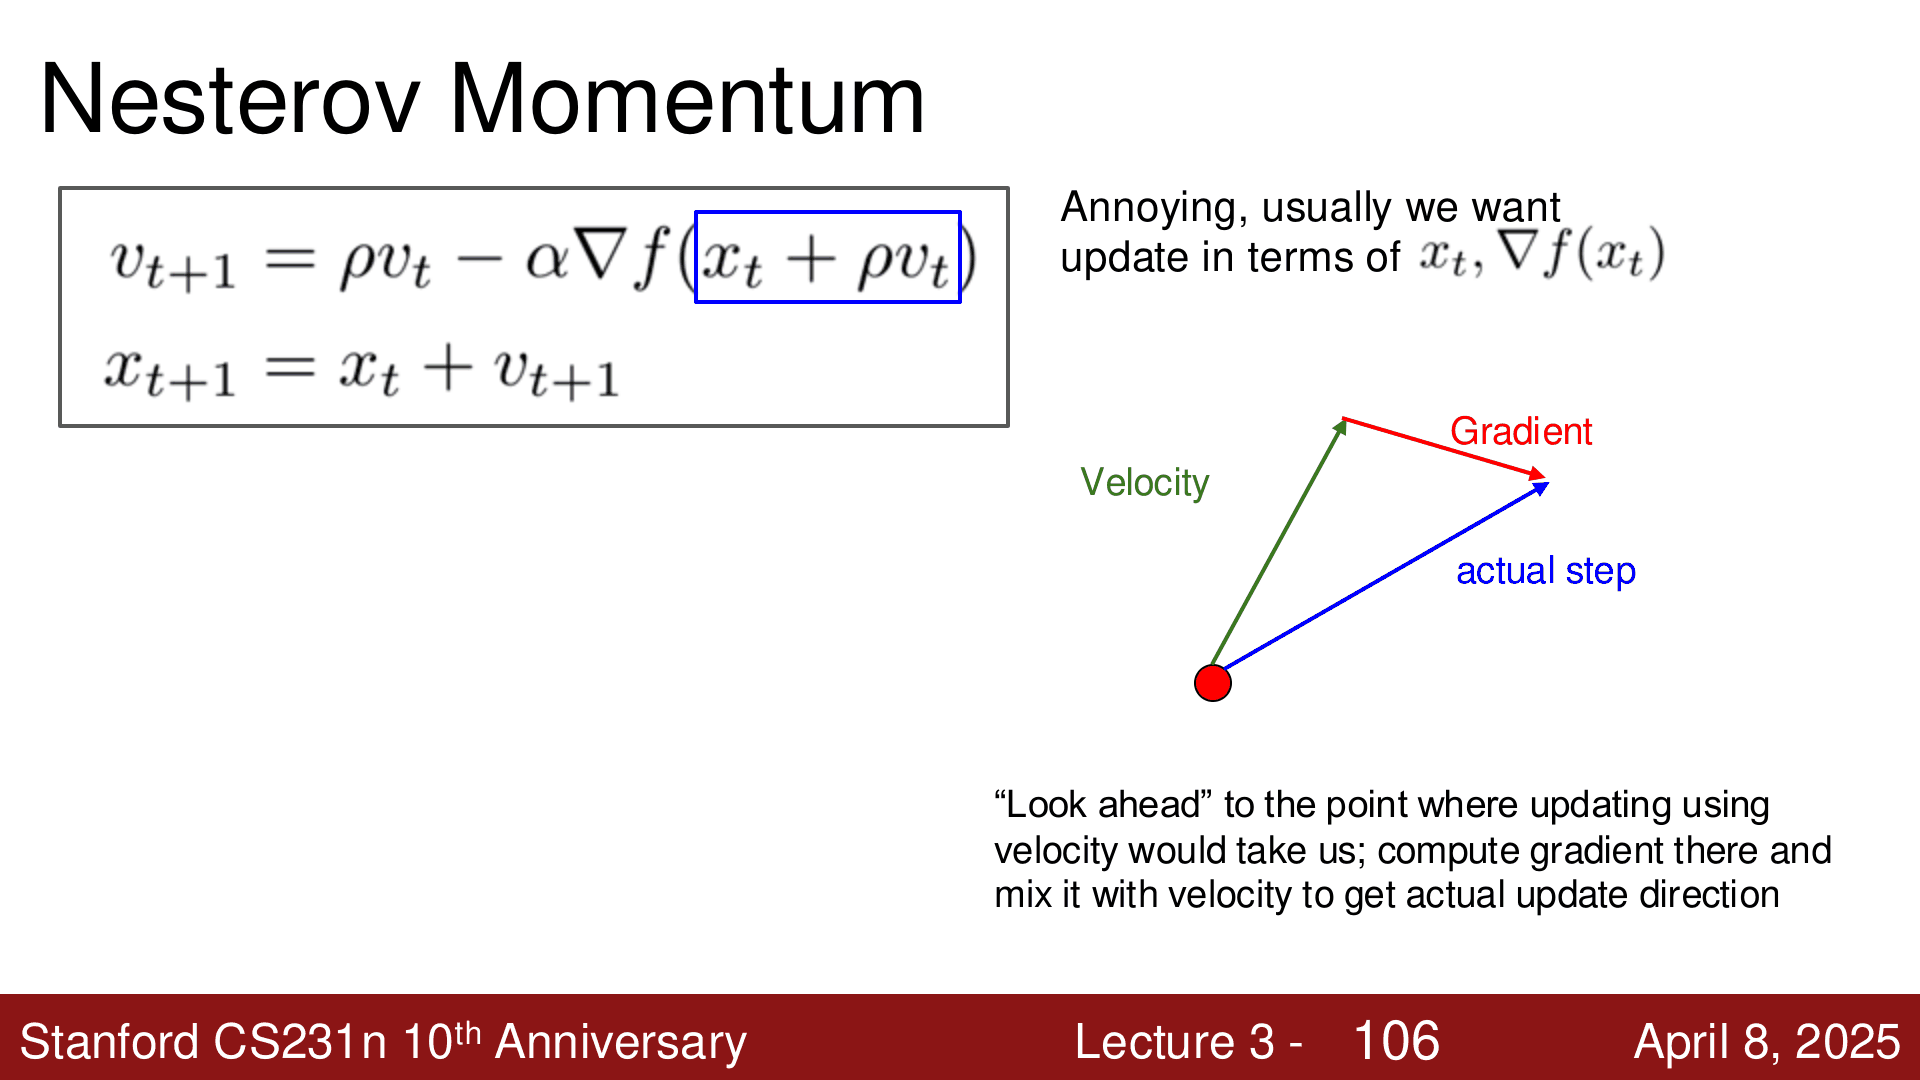 Nesterov Momentum
v_{t+1} = ρv_t − α∇f(x_t + ρv_t)
x_{t+1} = x_t + v_{t+1}
Annoying, usually we want
update in terms of x_t, ∇f(x_t)
Gradient
Velocity
actual step
“Look ahead” to the point where updating using
velocity would take us; compute gradient there and
mix it with velocity to get actual update direction
Stanford CS231n 10th Anniversary
Lecture 3 - 106
April 8, 2025